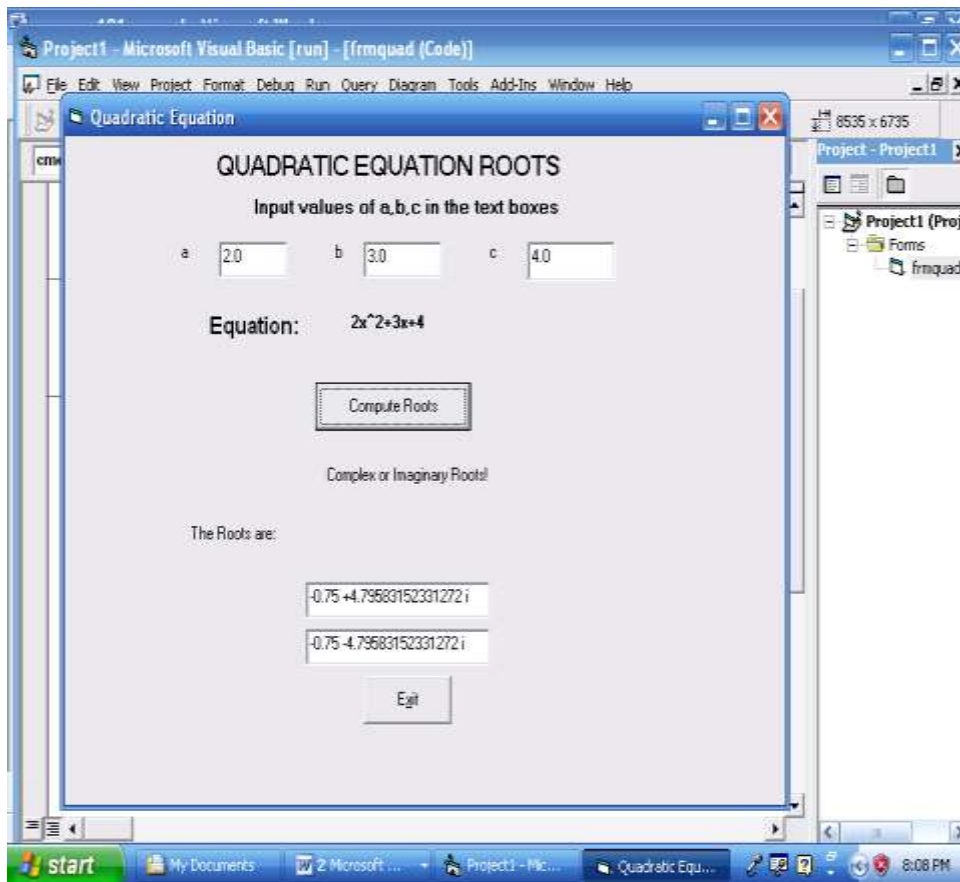 Project1 - Microsoft Visual Basic [run] - [frmquad (Code)]
File Edit View Project Format Debug Run Query Diagram Tools Add-Ins Window Help
Quadratic Equation
8535 x 6735
Project - Project1
QUADRATIC EQUATION ROOTS
Input values of a,b,c in the text boxes
a 2.0 b 3.0 c 4.0
Project1 (Proj
Forms
frmquad
Equation: 2x^2+3x+4
Compute Roots
Complex or Imaginary Roots!
The Roots are:
-0.75 +4.79583152331272 i
-0.75 -4.79583152331272 i
Exit
start My Documents 2 Microsoft ... Project1 - Mic... Quadratic Equ... 8:08 PM